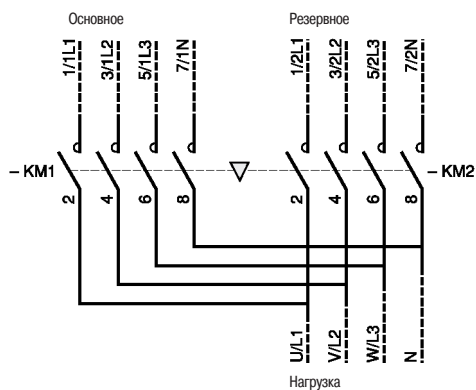 Основное
Резервное
1/1L1
3/1L2
5/1L3
7/1N
1/2L1
3/2L2
5/2L3
7/2N
– KM1
– KM2
2
4
6
8
2
4
6
8
U/L1
V/L2
W/L3
N
Нагрузка